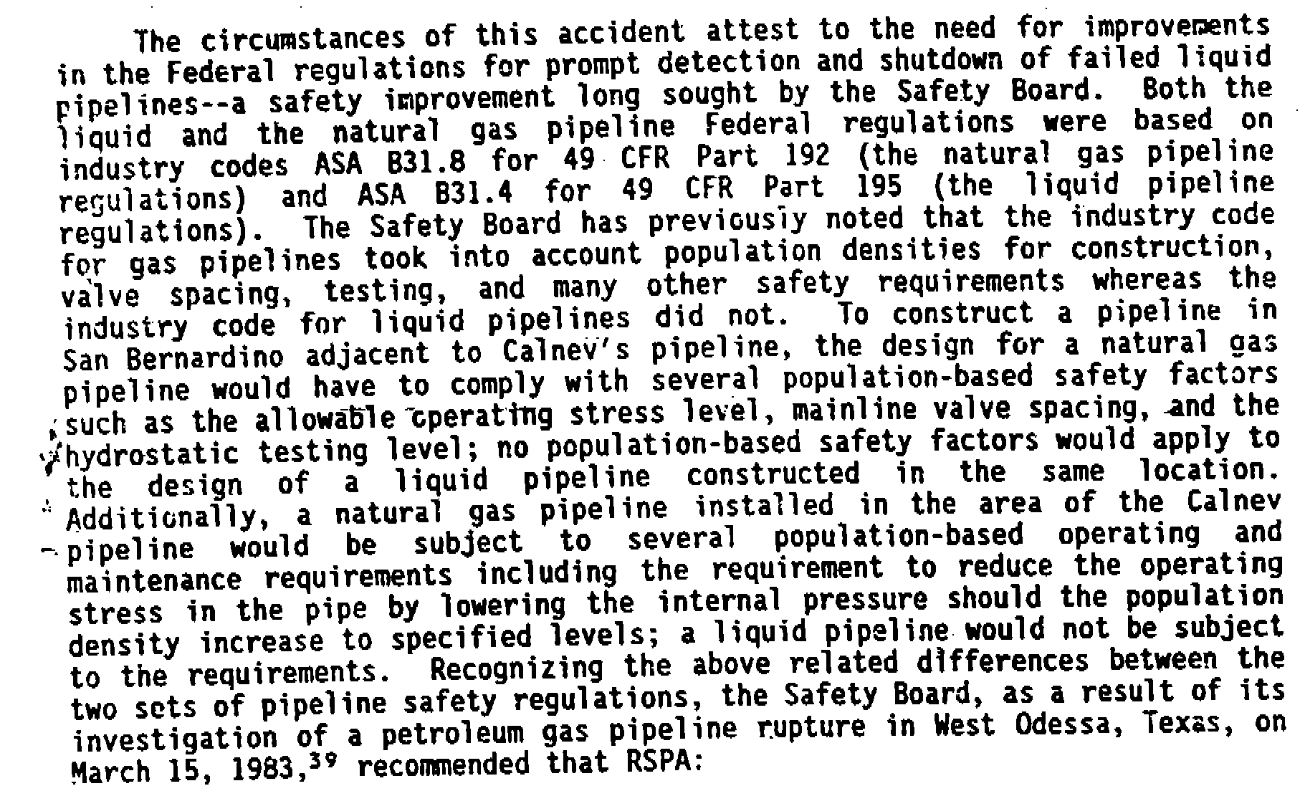 The circumstances of this accident attest to the need for improvements
in the Federal regulations for prompt detection and shutdown of failed liquid
pipelines--a safety improvement long sought by the Safety Board. Both the
liquid and the natural gas pipeline Federal regulations were based on
industry codes ASA B31.8 for 49 CFR Part 192 (the natural gas pipeline
regulations) and ASA B31.4 for 49 CFR Part 195 (the liquid pipeline
regulations). The Safety Board has previously noted that the industry code
for gas pipelines took into account population densities for construction,
valve spacing, testing, and many other safety requirements whereas the
industry code for liquid pipelines did not. To construct a pipeline in
San Bernardino adjacent to Calnev's pipeline, the design for a natural gas
pipeline would have to comply with several population-based safety factors
such as the allowable operating stress level, mainline valve spacing, and the
hydrostatic testing level; no population-based safety factors would apply to
the design of a liquid pipeline constructed in the same location.
Additionally, a natural gas pipeline installed in the area of the Calnev
pipeline would be subject to several population-based operating and
maintenance requirements including the requirement to reduce the operating
stress in the pipe by lowering the internal pressure should the population
density increase to specified levels; a liquid pipeline would not be subject
to the requirements. Recognizing the above related differences between the
two sets of pipeline safety regulations, the Safety Board, as a result of its
investigation of a petroleum gas pipeline rupture in West Odessa, Texas, on
March 15, 1983,³⁹ recommended that RSPA: